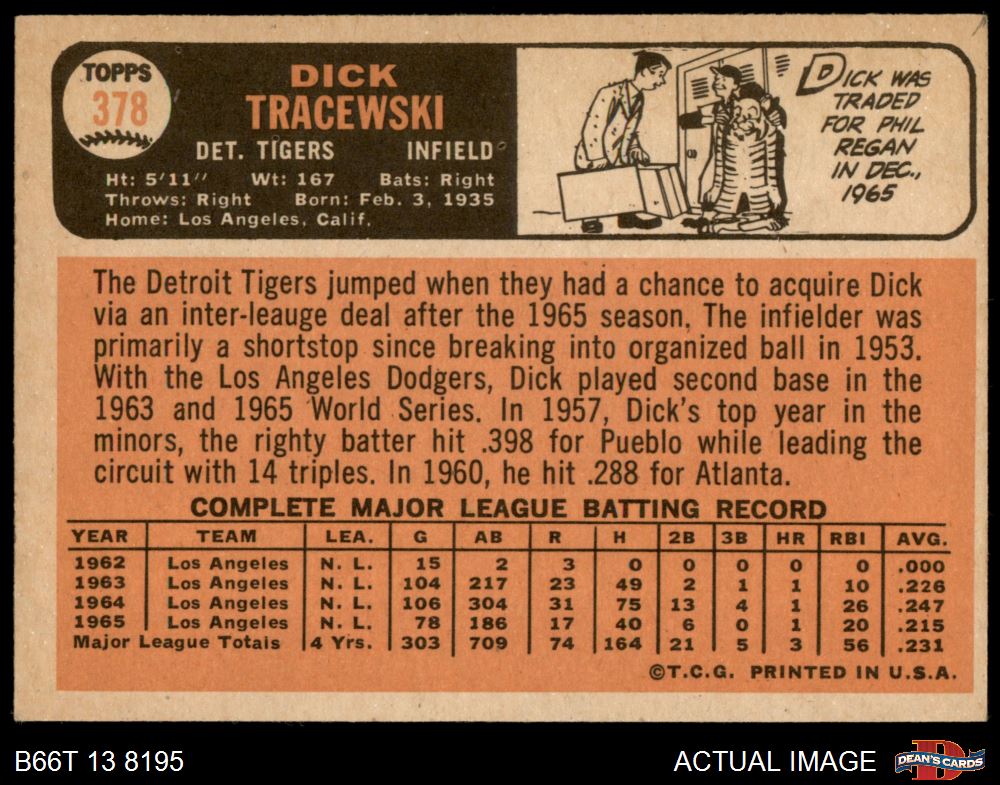 TOPPS
378
DICK
TRACEWSKI
DET. TIGERS INFIELD
Ht: 5'11" Wt: 167 Bats: Right
Throws: Right Born: Feb. 3, 1935
Home: Los Angeles, Calif.
DICK WAS
TRADED
FOR PHIL
REGAN
IN DEC.,
1965
The Detroit Tigers jumped when they had a chance to acquire Dick
via an inter-leauge deal after the 1965 season. The infielder was
primarily a shortstop since breaking into organized ball in 1953.
With the Los Angeles Dodgers, Dick played second base in the
1963 and 1965 World Series. In 1957, Dick's top year in the
minors, the righty batter hit .398 for Pueblo while leading the
circuit with 14 triples. In 1960, he hit .288 for Atlanta.
COMPLETE MAJOR LEAGUE BATTING RECORD
YEAR TEAM LEA. G AB R H 2B 3B HR RBI AVG.
1962 Los Angeles N. L. 15 2 3 0 0 0 0 0 .000
1963 Los Angeles N. L. 104 217 23 49 2 1 1 10 .226
1964 Los Angeles N. L. 106 304 31 75 13 4 1 26 .247
1965 Los Angeles N. L. 78 186 17 40 6 0 1 20 .215
Major League Totals 4 Yrs. 303 709 74 164 21 5 3 56 .231
©T.C.G. PRINTED IN U.S.A.
B66T 13 8195 ACTUAL IMAGE
DEAN'S CARDS